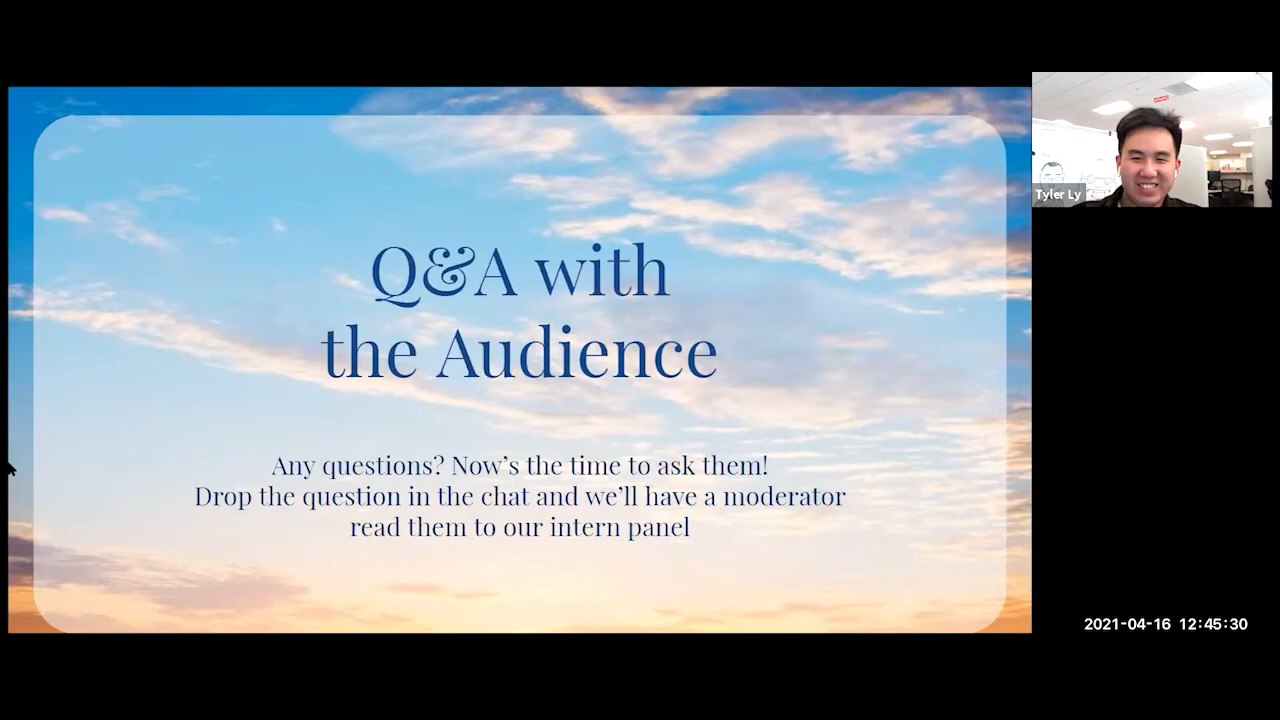 Q&A with
the Audience
Any questions? Now’s the time to ask them!
Drop the question in the chat and we’ll have a moderator
read them to our intern panel
Tyler Ly
2021-04-16 12:45:30